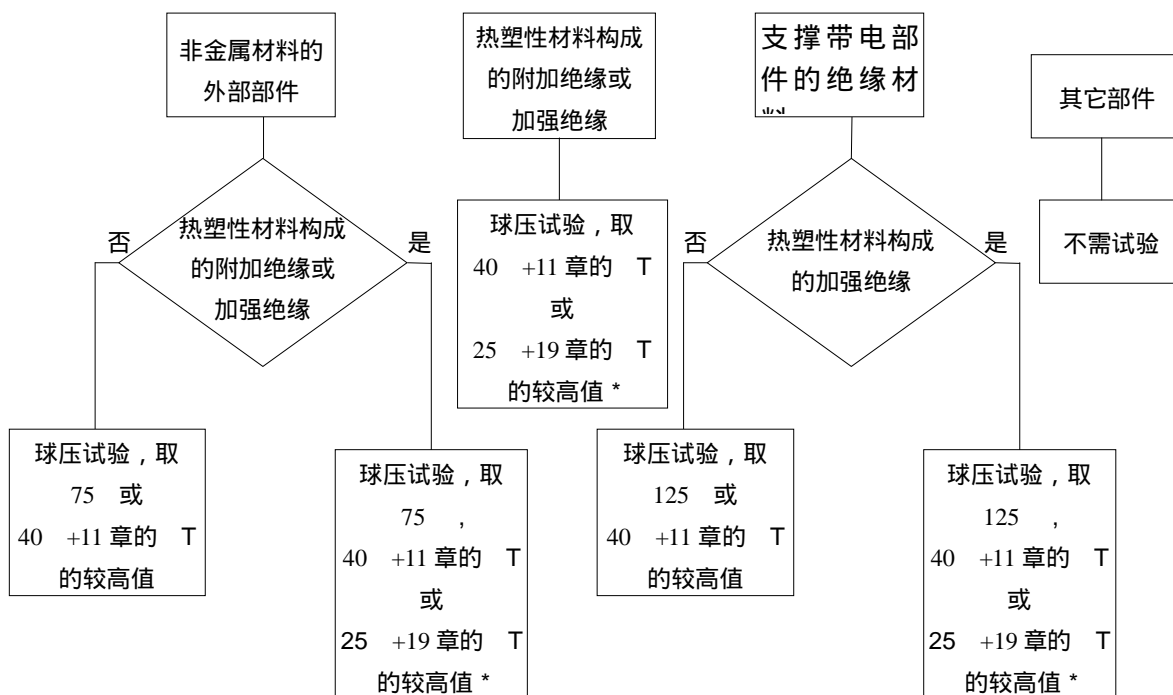 非金属材料的
外部部件
热塑性材料构成
的附加绝缘或
加强绝缘
支撑带电部
件的绝缘材
其它部件
否
热塑性材料构成
的附加绝缘或
加强绝缘
是
球压试验，取
40 +11 章的 T
或
25 +19 章的 T
的较高值 *
否
热塑性材料构成
的加强绝缘
是
不需试验
球压试验，取
75 或
40 +11 章的 T
的较高值
球压试验，取
75 ，
40 +11 章的 T
或
25 +19 章的 T
的较高值 *
球压试验，取
125 或
40 +11 章的 T
的较高值
球压试验，取
125 ，
40 +11 章的 T
或
25 +19 章的 T
的较高值 *